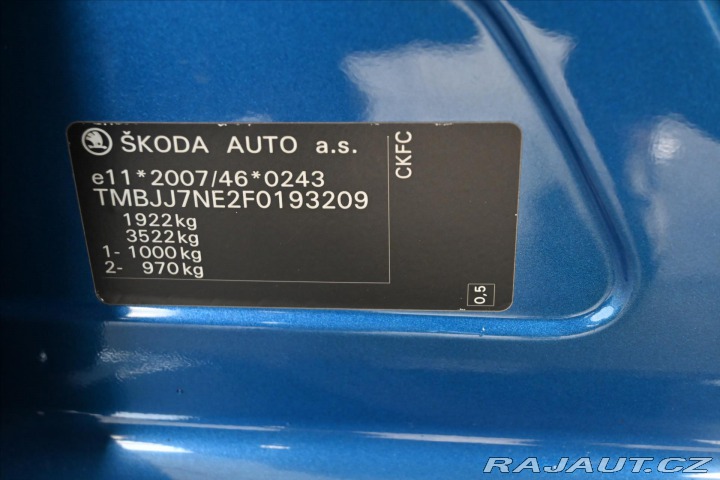 ŠKODA AUTO a.s.
e11*2007/46*0243
TMBJJ7NE2F0193209
1922kg
3522kg
1- 1000kg
2- 970kg
CKFC
0,5
RAJAUT.CZ